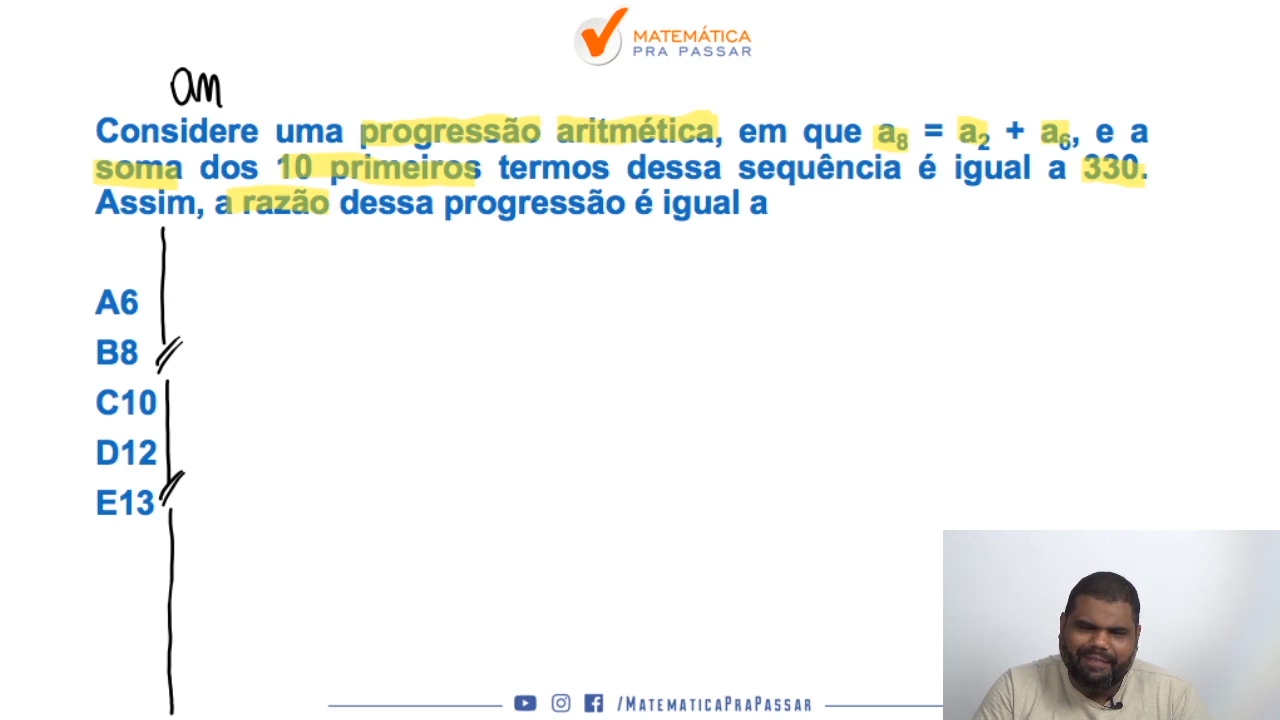 MATEMÁTICA
PRA PASSAR
an
Considere uma progressão aritmética, em que a₈ = a₂ + a₆, e a
soma dos 10 primeiros termos dessa sequência é igual a 330.
Assim, a razão dessa progressão é igual a
A6
B8
C10
D12
E13
/MATEMATICAPRAPASSAR